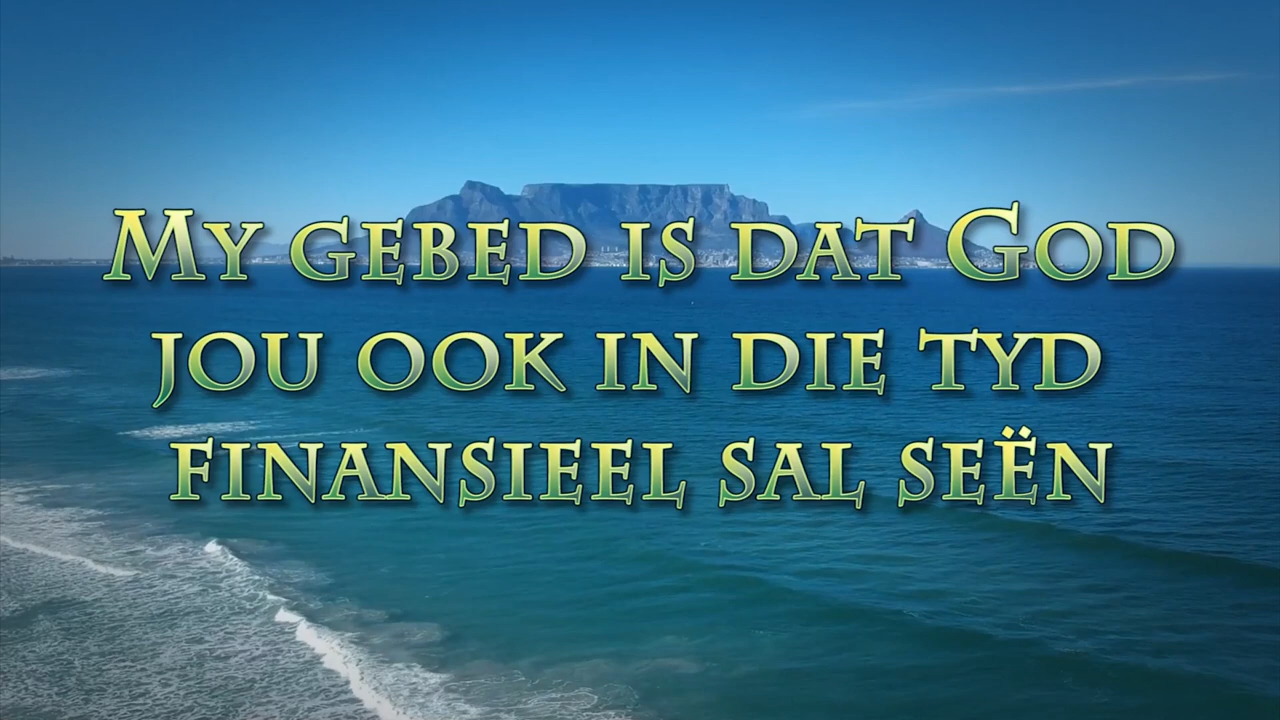 My gebed is dat God
jou ook in die tyd
finansieel sal seën